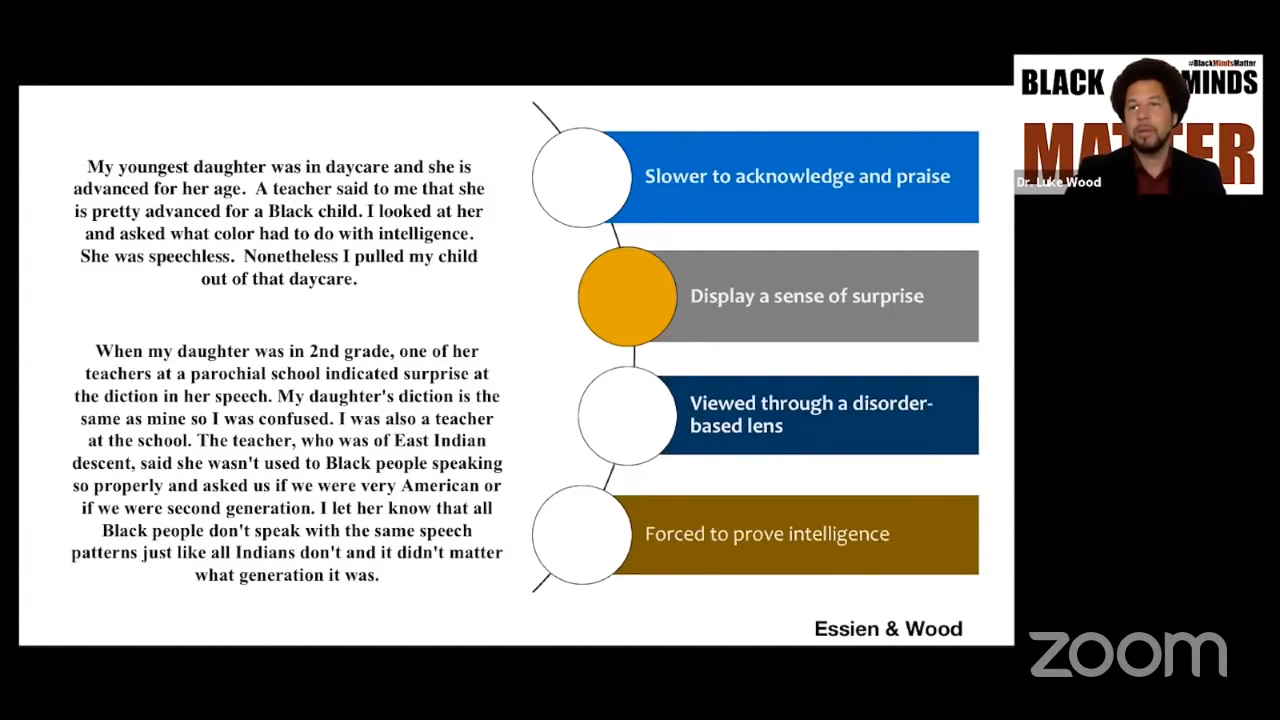 My youngest daughter was in daycare and she is
advanced for her age.  A teacher said to me that she
is pretty advanced for a Black child. I looked at her
and asked what color had to do with intelligence.
She was speechless.  Nonetheless I pulled my child
out of that daycare.
When my daughter was in 2nd grade, one of her
teachers at a parochial school indicated surprise at
the diction in her speech. My daughter's diction is the
same as mine so I was confused. I was also a teacher
at the school. The teacher, who was of East Indian
descent, said she wasn't used to Black people speaking
so properly and asked us if we were very American or
if we were second generation. I let her know that all
Black people don't speak with the same speech
patterns just like all Indians don't and it didn't matter
what generation it was.
Slower to acknowledge and praise
Display a sense of surprise
Viewed through a disorder-
based lens
Forced to prove intelligence
Essien & Wood
#BlackMindsMatter
BLACK MINDS
MATTER
Dr. Luke Wood
zoom